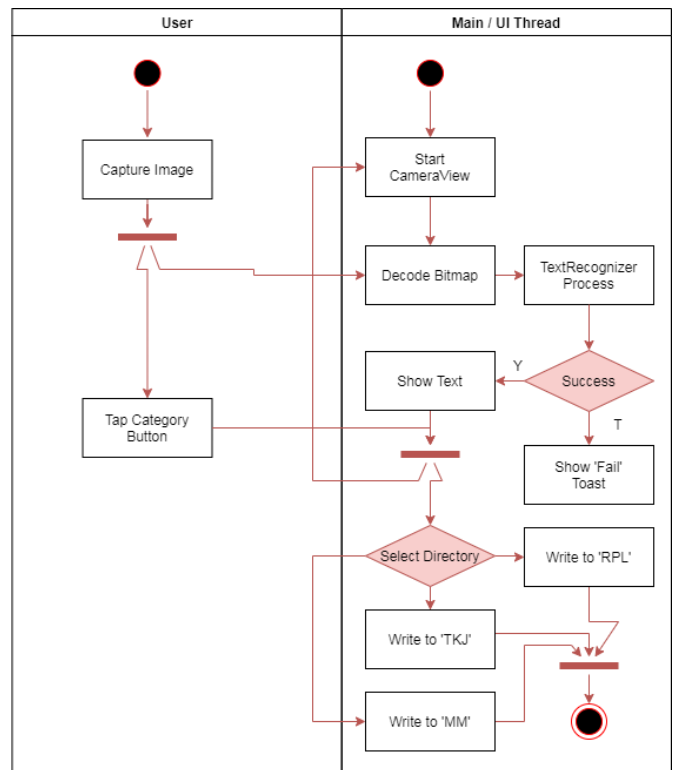 User
Main / UI Thread
Capture Image
Start
CameraView
Decode Bitmap
TextRecognizer
Process
Show Text
Y
Success
T
Tap Category
Button
Show 'Fail'
Toast
Select Directory
Write to 'RPL'
Write to 'TKJ'
Write to 'MM'